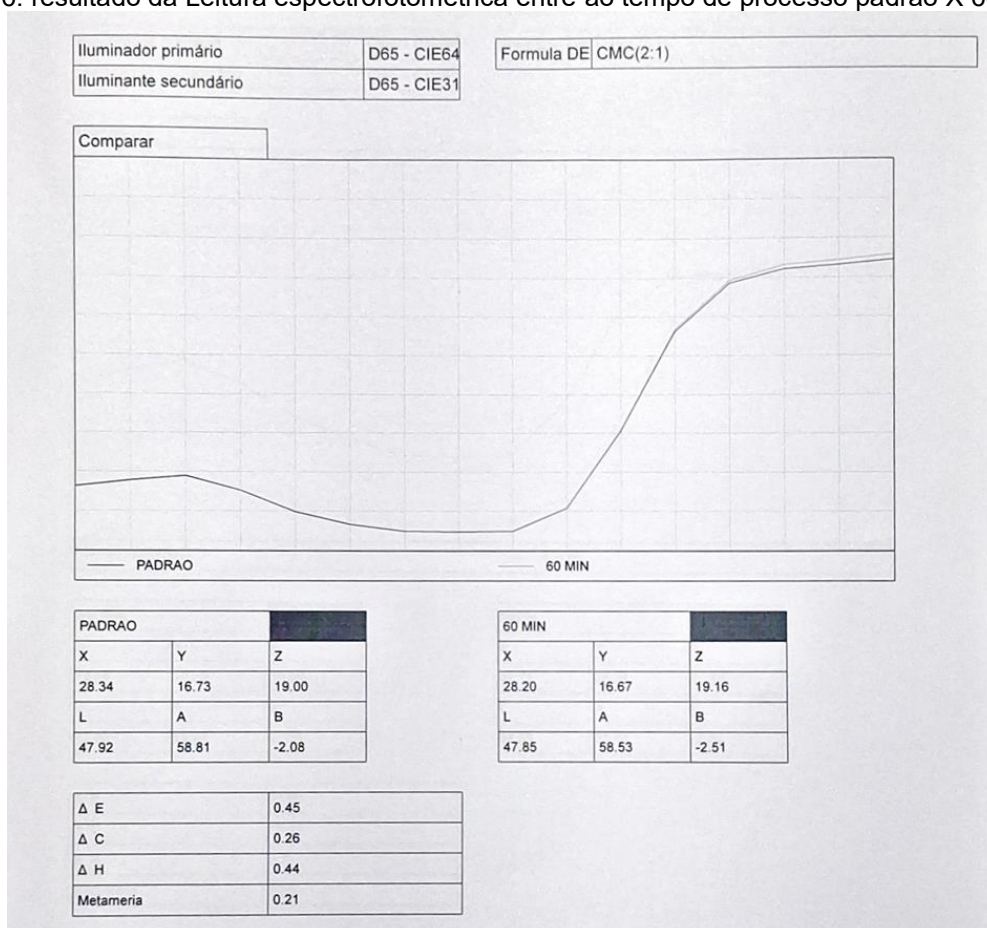 resultado da Leitura espectrofotométrica entre ao tempo de processo padrão X
Iluminador primário D65 - CIE64 Formula DE CMC(2:1)
Iluminante secundário D65 - CIE31
Comparar
PADRAO 60 MIN
PADRAO 60 MIN
X Y Z X Y Z
28.34 16.73 19.00 28.20 16.67 19.16
L A B L A B
47.92 58.81 -2.08 47.85 58.53 -2.51
Δ E 0.45
Δ C 0.26
Δ H 0.44
Metameria 0.21